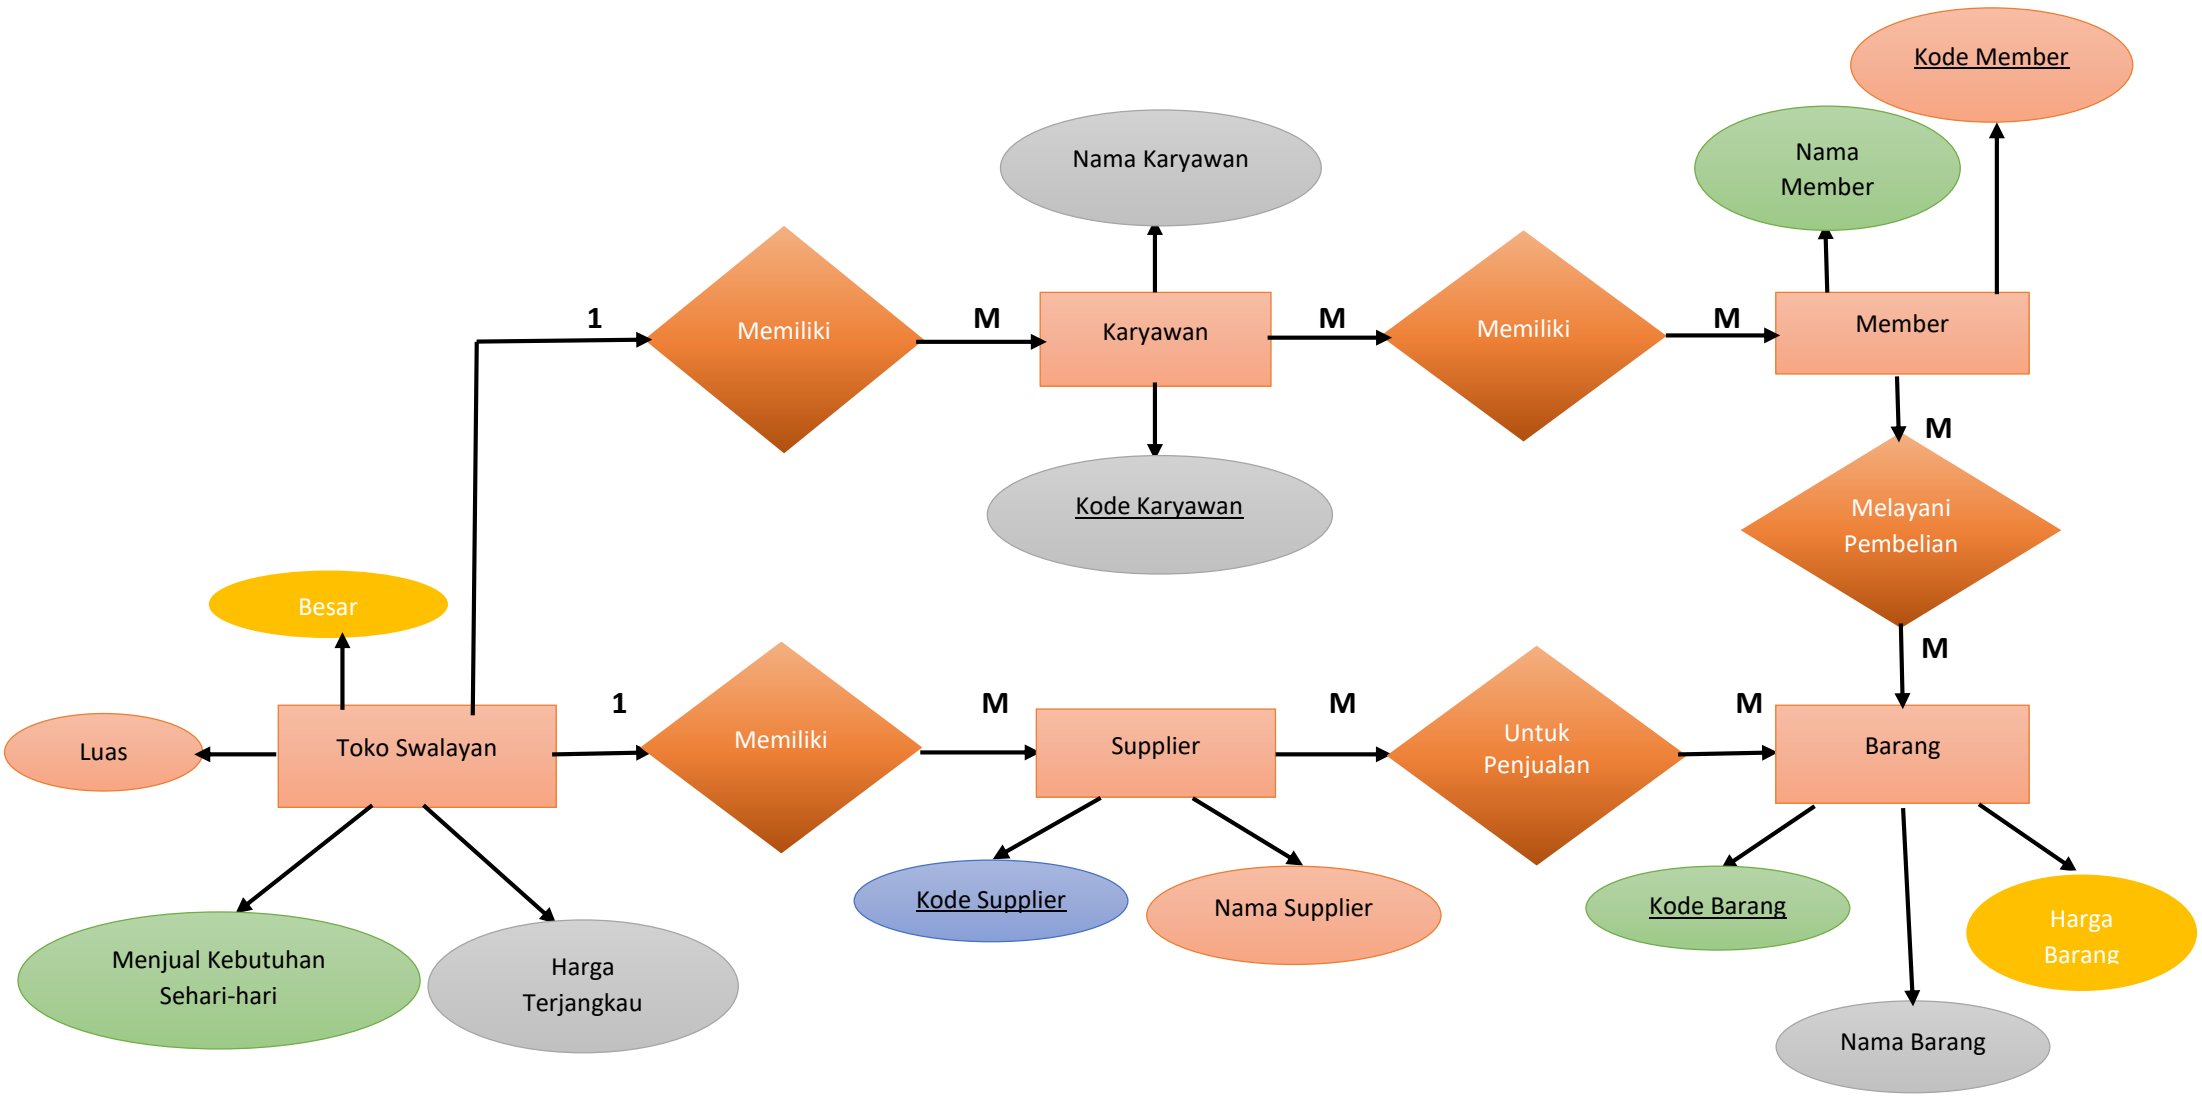 Kode Member
Nama
Member
Nama Karyawan
1
Memiliki
M
Karyawan
M
Memiliki
M
Member
M
Kode Karyawan
Melayani
Pembelian
Besar
M
Luas
Toko Swalayan
1
Memiliki
M
Supplier
M
Untuk
Penjualan
M
Barang
Menjual Kebutuhan
Sehari-hari
Harga
Terjangkau
Kode Supplier
Nama Supplier
Kode Barang
Harga
Barang
Nama Barang